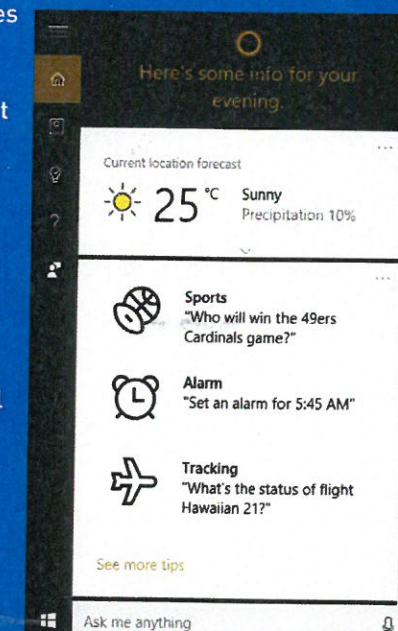 es
t
Here's some info for your
evening.
Current location forecast
25°C
Sunny
Precipitation 10%
Sports
"Who will win the 49ers
Cardinals game?"
Alarm
"Set an alarm for 5:45 AM"
Tracking
"What's the status of flight
Hawaiian 21?"
See more tips
Ask me anything